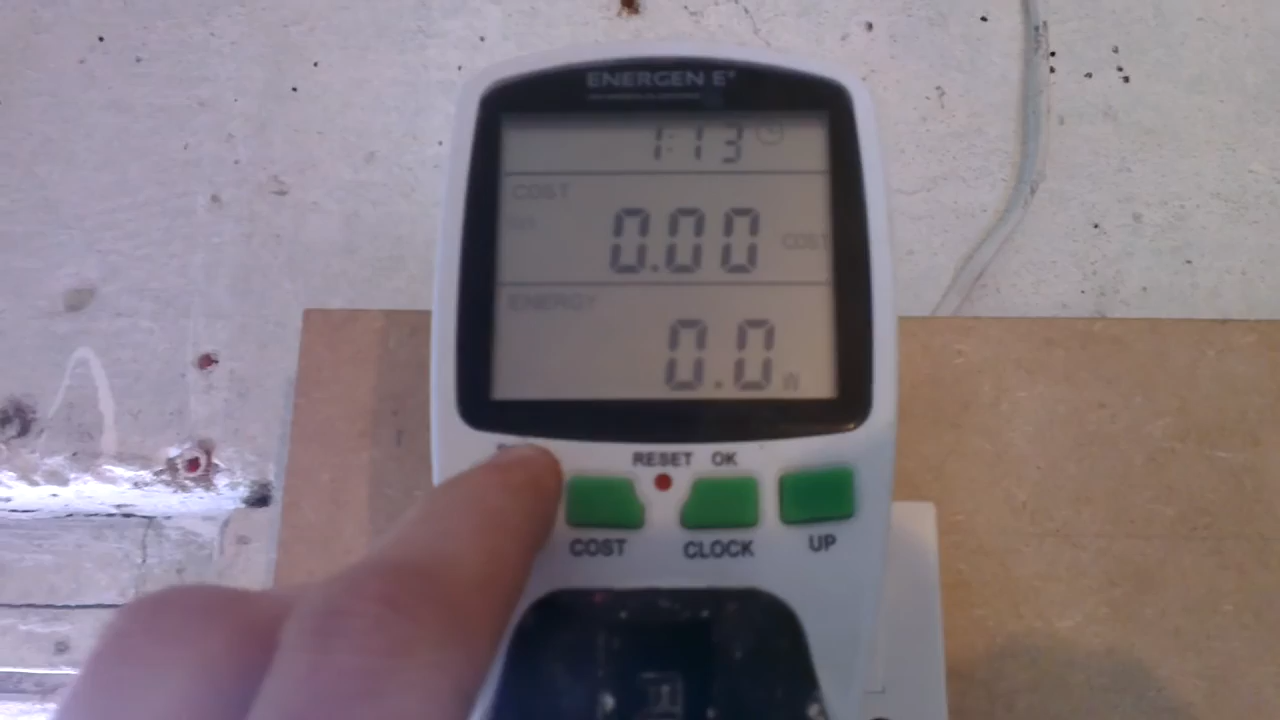 ENERGENIE
1:13
COST
0.00 COST
ENERGY
0.0 W
RESET OK
COST CLOCK UP